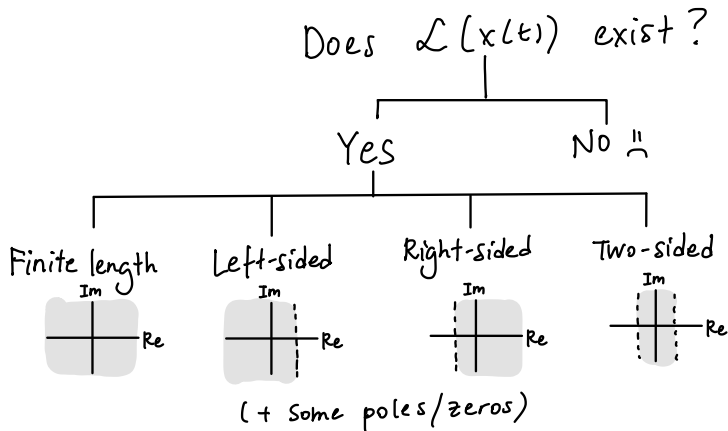 Does ℒ(x(t)) exist?
Yes
No
Finite length
Left-sided
Right-sided
Two-sided
Im
Re
Im
Re
Im
Re
Im
Re
(+ some poles/zeros)